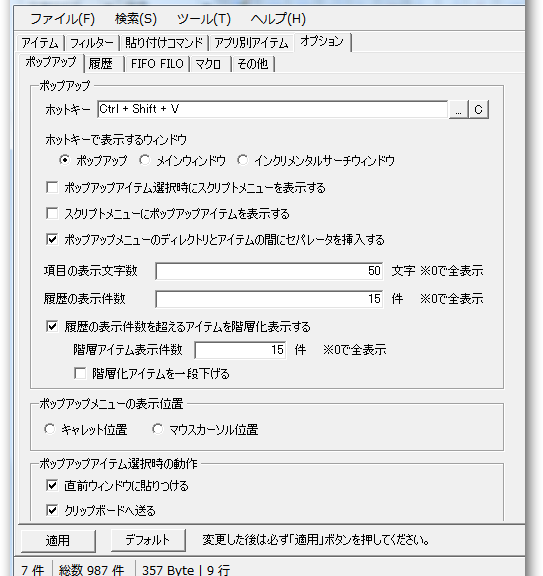 ファイル(F) 検索(S) ツール(T) ヘルプ(H)
アイテム フィルター 貼り付けコマンド アプリ別アイテム オプション
ポップアップ 履歴 FIFO FILO マクロ その他
ポップアップ
ホットキー Ctrl + Shift + V ... C
ホットキーで表示するウィンドウ
ポップアップ メインウィンドウ インクリメンタルサーチウィンドウ
ポップアップアイテム選択時にスクリプトメニューを表示する
スクリプトメニューにポップアップアイテムを表示する
ポップアップメニューのディレクトリとアイテムの間にセパレータを挿入する
項目の表示文字数 50 文字 ※0で全表示
履歴の表示件数 15 件 ※0で全表示
履歴の表示件数を超えるアイテムを階層化表示する
階層アイテム表示件数 15 件 ※0で全表示
階層化アイテムを一段下げる
ポップアップメニューの表示位置
キャレット位置 マウスカーソル位置
ポップアップアイテム選択時の動作
直前ウィンドウに貼りつける
クリップボードへ送る
適用 デフォルト 変更した後は必ず「適用」ボタンを押してください。
7 件 総数 987 件 357 Byte 9 行